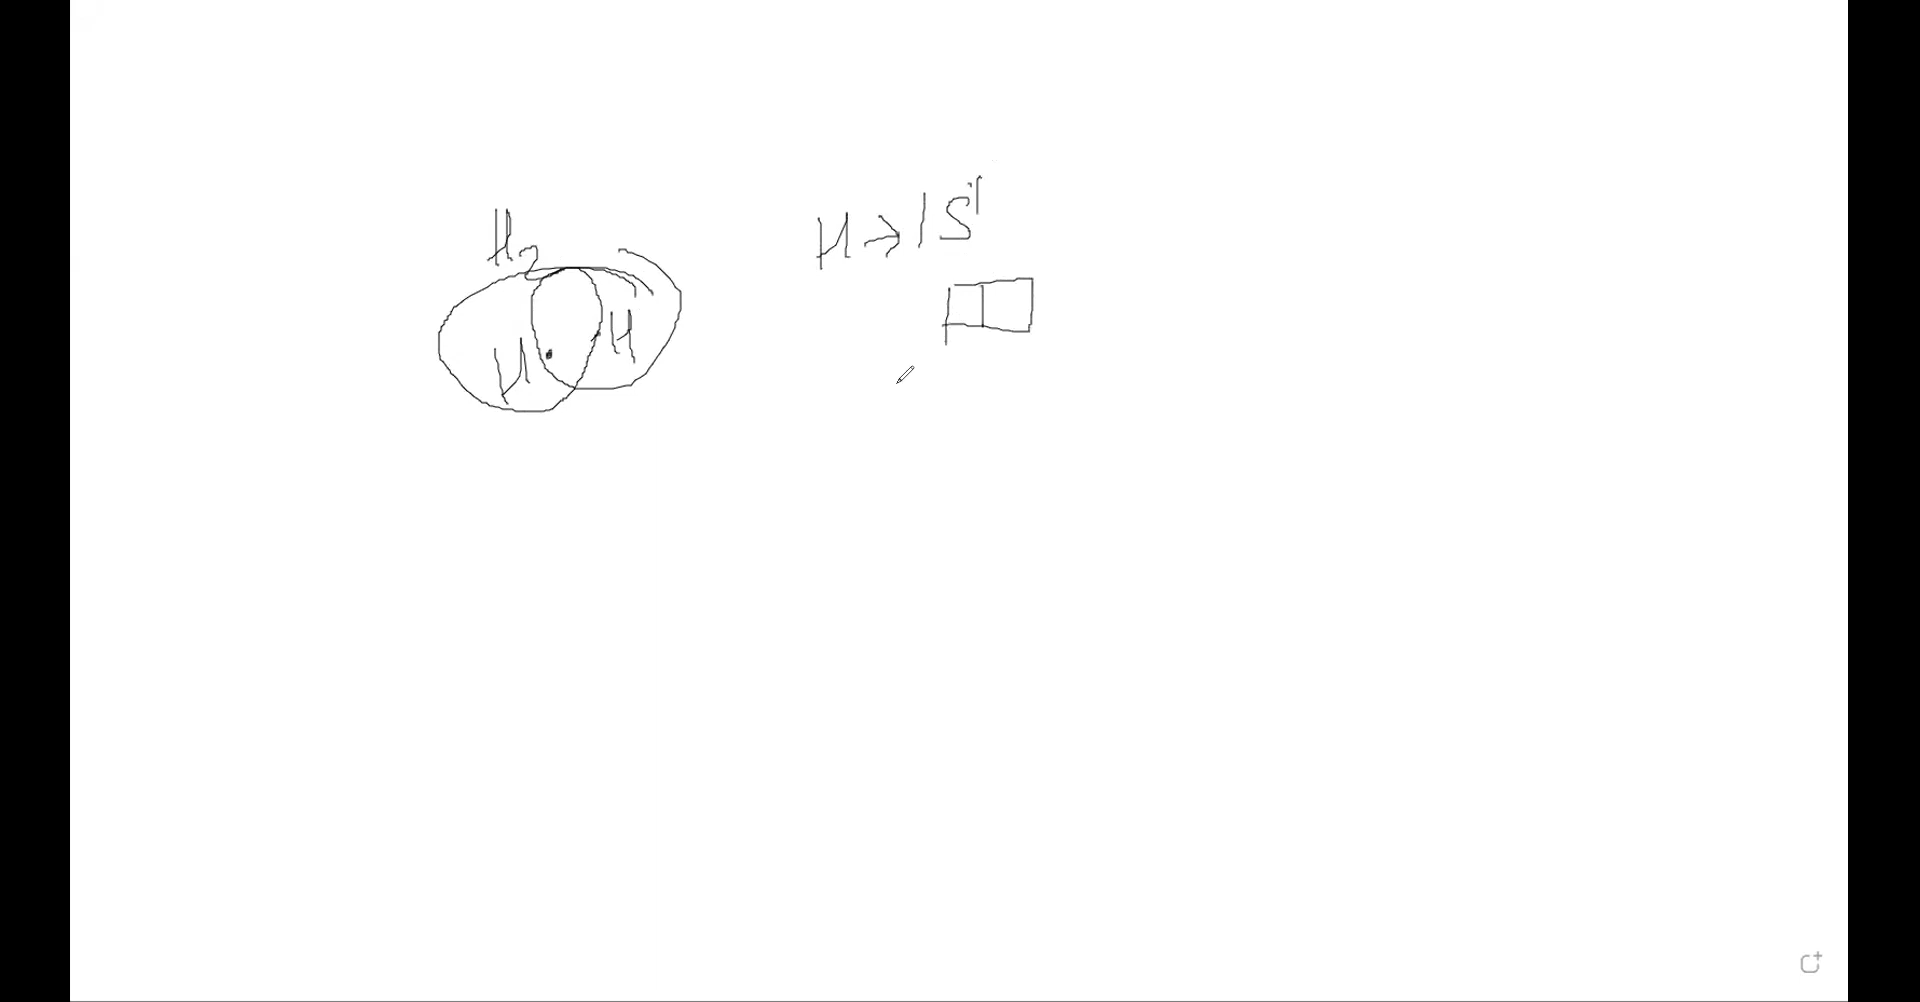 H₂
H → 1S¹
H H